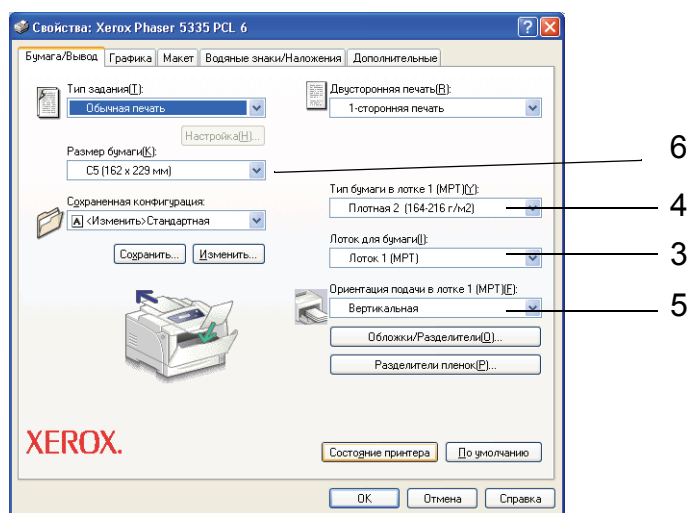 Свойства: Xerox Phaser 5335 PCL 6
Бумага/Вывод Графика Макет Водяные знаки/Наложения Дополнительные
Тип задания(T):
Обычная печать
Настройка(H)...
Размер бумаги(K):
C5 (162 x 229 мм)
Сохраненная конфигурация:
A <Изменить>Стандартная
Сохранить... Изменить...
Двусторонняя печать(R):
1-сторонняя печать
Тип бумаги в лотке 1 (MPT)(Y):
Плотная 2 (164-216 г/м2)
Лоток для бумаги(I):
Лоток 1 (MPT)
Ориентация подачи в лотке 1 (MPT)(F):
Вертикальная
Обложки/Разделители(O)...
Разделители пленок(P)...
XEROX.
Состояние принтера По умолчанию
OK Отмена Справка
6
4
3
5